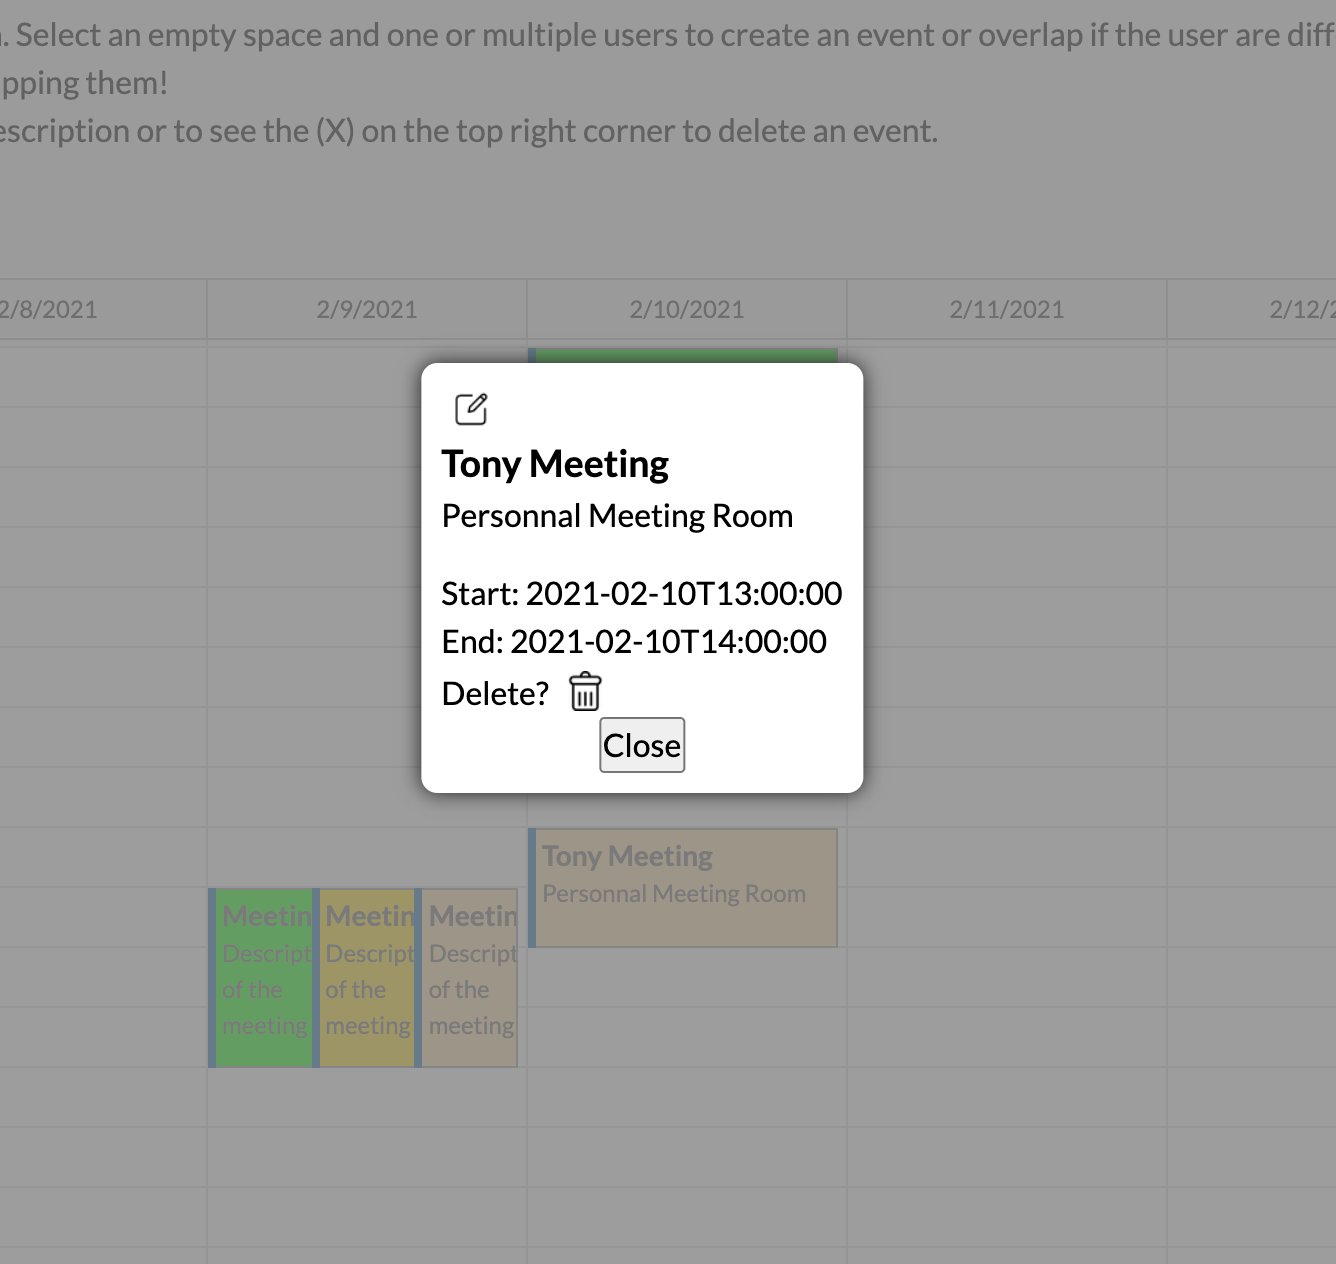 . Select an empty space and one or multiple users to create an event or overlap if the user are diff
pping them!
escription or to see the (X) on the top right corner to delete an event.
2/8/2021 2/9/2021 2/10/2021 2/11/2021 2/12/2
Tony Meeting
Personnal Meeting Room
Start: 2021-02-10T13:00:00
End: 2021-02-10T14:00:00
Delete?
Close
Tony Meeting
Personnal Meeting Room
Meetin
Descript
of the
meeting
Meetin
Descript
of the
meeting
Meetin
Descript
of the
meeting